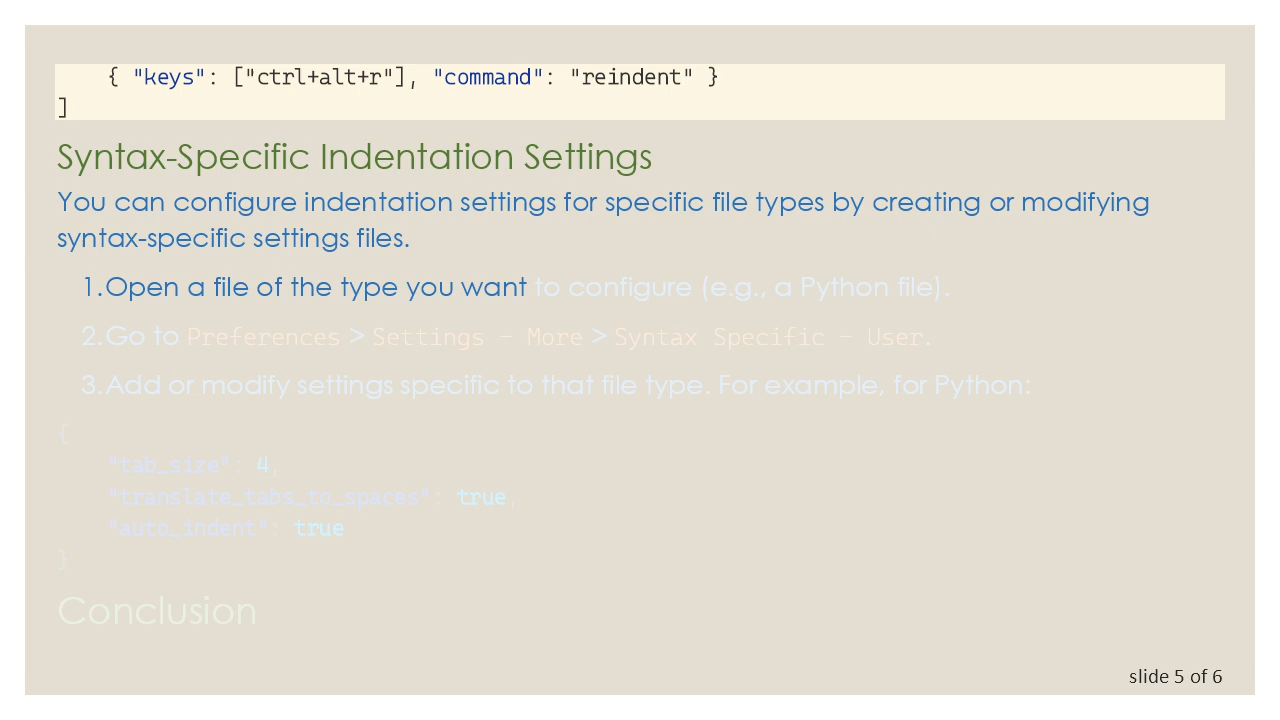 { "keys": ["ctrl+alt+r"], "command": "reindent" }
]
Syntax-Specific Indentation Settings
You can configure indentation settings for specific file types by creating or modifying
syntax-specific settings files.
1.Open a file of the type you want to configure (e.g., a Python file).
2.Go to Preferences > Settings – More > Syntax Specific – User.
3.Add or modify settings specific to that file type. For example, for Python:
{
"tab_size": 4,
"translate_tabs_to_spaces": true,
"auto_indent": true
}
Conclusion
slide 5 of 6